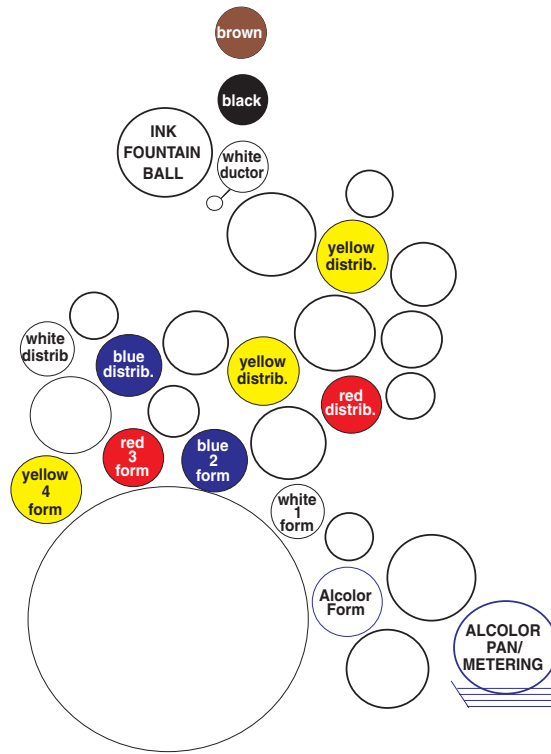 brown
black
INK
FOUNTAIN
BALL
white
ductor
yellow
distrib.
white
distrib
blue
distrib.
yellow
distrib.
red
distrib.
red
3
form
blue
2
form
yellow
4
form
white
1
form
Alcolor
Form
ALCOLOR
PAN/
METERING